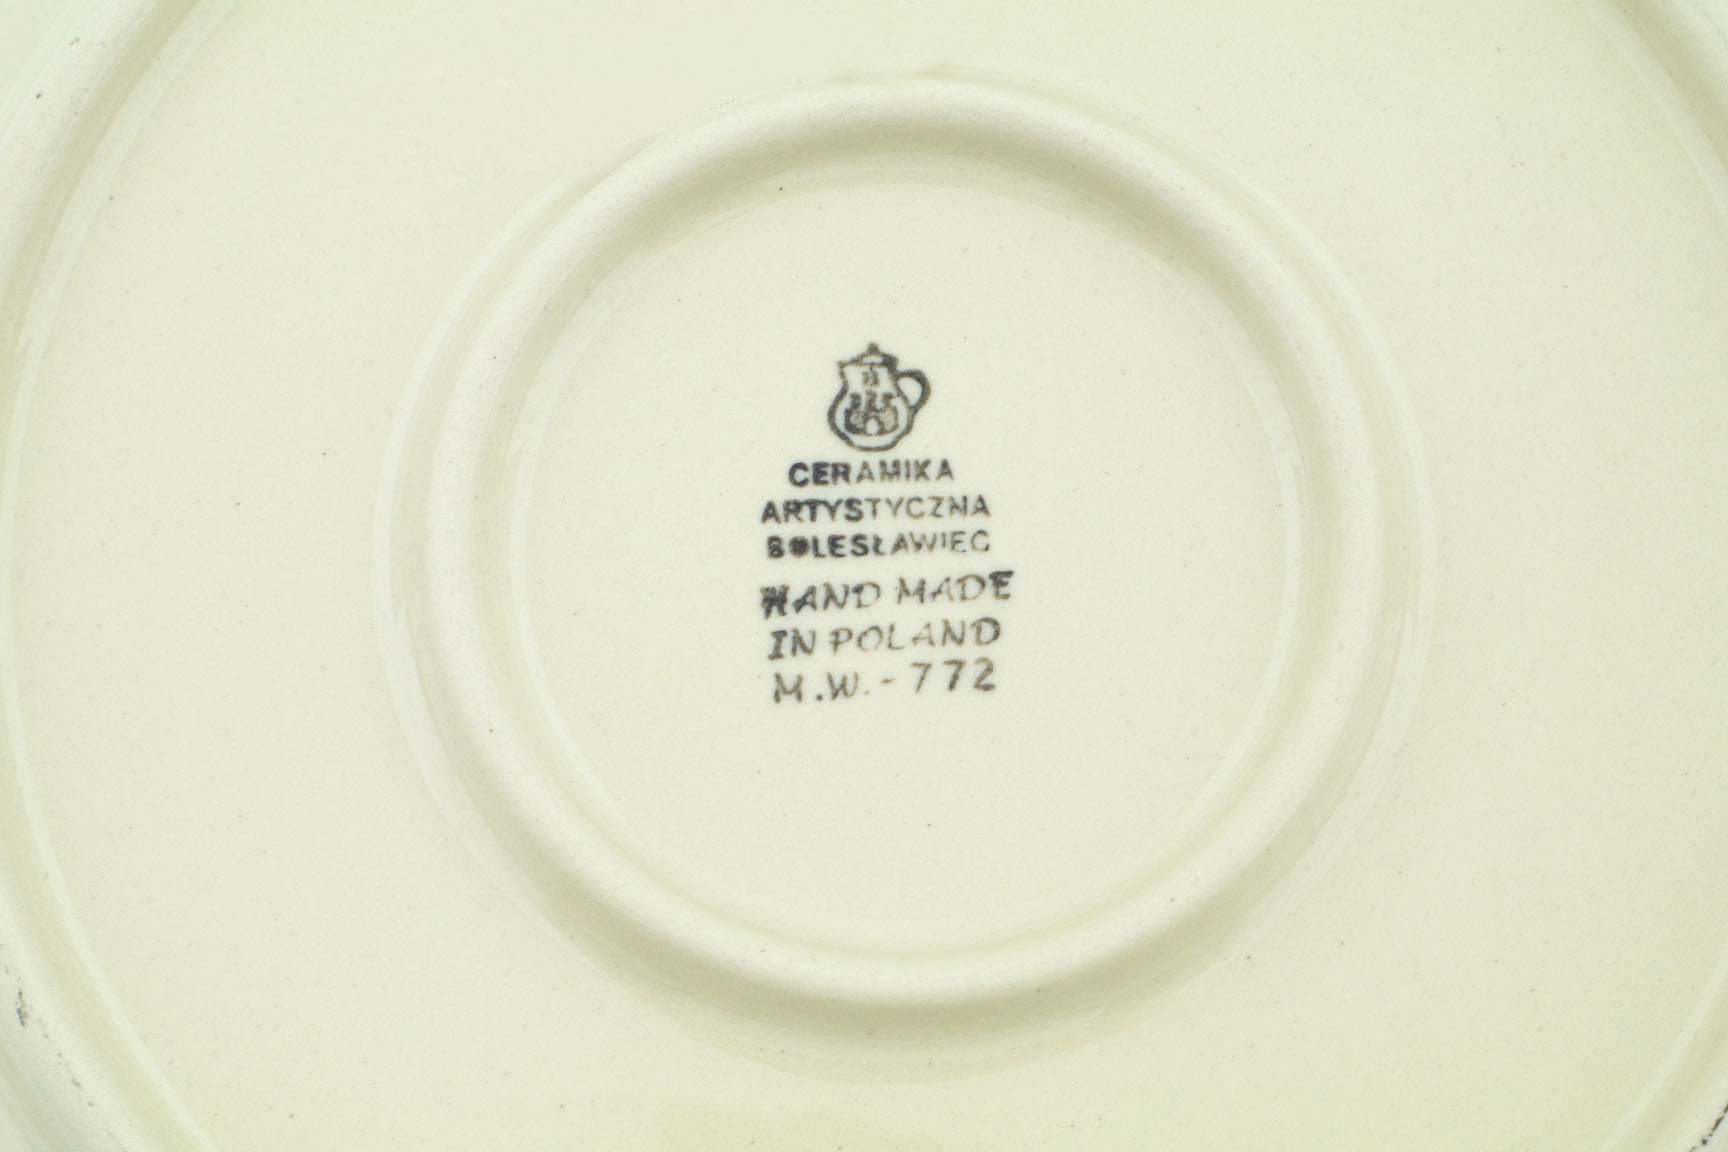 CERAMIKA
ARTYSTYCZNA
BOLESŁAWIEC
HAND MADE
IN POLAND
M.W.-772